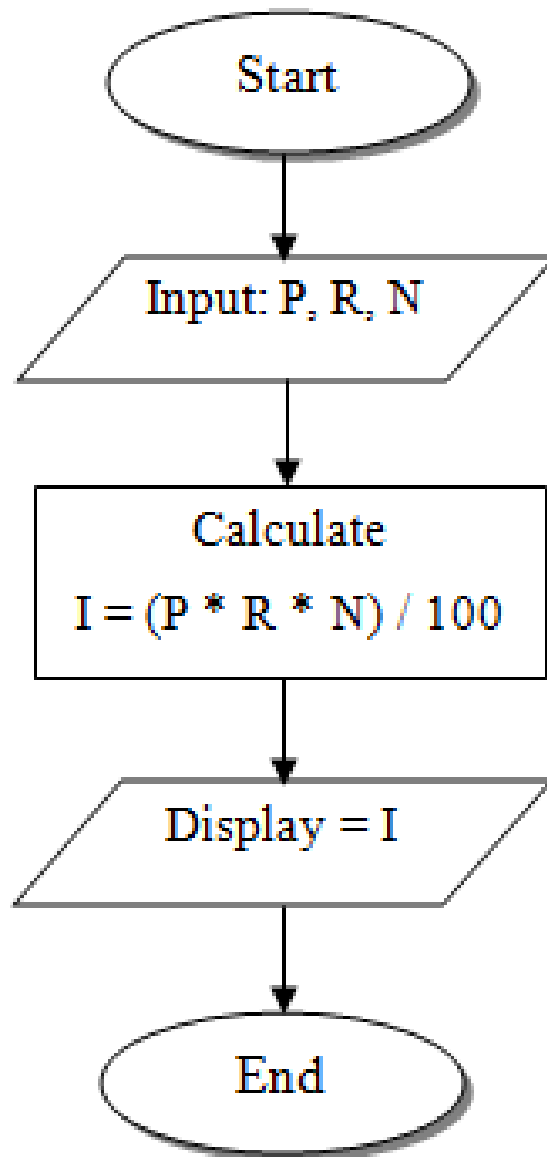 Start
Input: P, R, N
Calculate
I = (P * R * N) / 100
Display = I
End